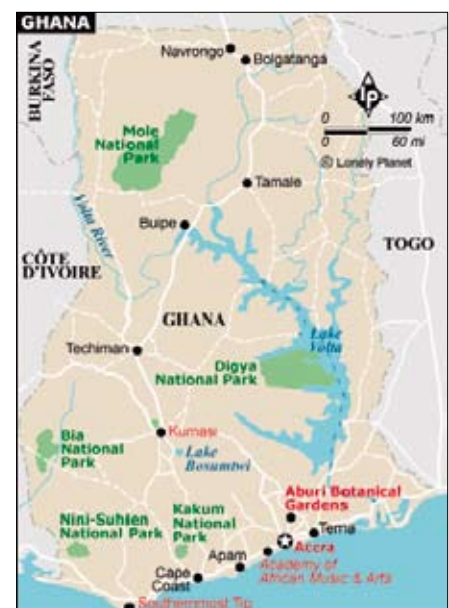 GHANA
BURKINA
FASO
Navrongo
Bolgatanga
lp
0 100 km
0 60 mi
© Lonely Planet
Mole
National
Park
Tamale
Volta River
Buipe
TOGO
CÔTE
D'IVOIRE
GHANA
Lake
Volta
Techiman
Digya
National Park
Kumasi
Bia
National
Park
Lake
Bosumtwi
Aburi Botanical
Gardens
Nini-Suhien
National Park
Kakum
National
Park
Tema
Accra
Apam
Academy of
African Music & Arts
Cape
Coast
Southernmost Tip